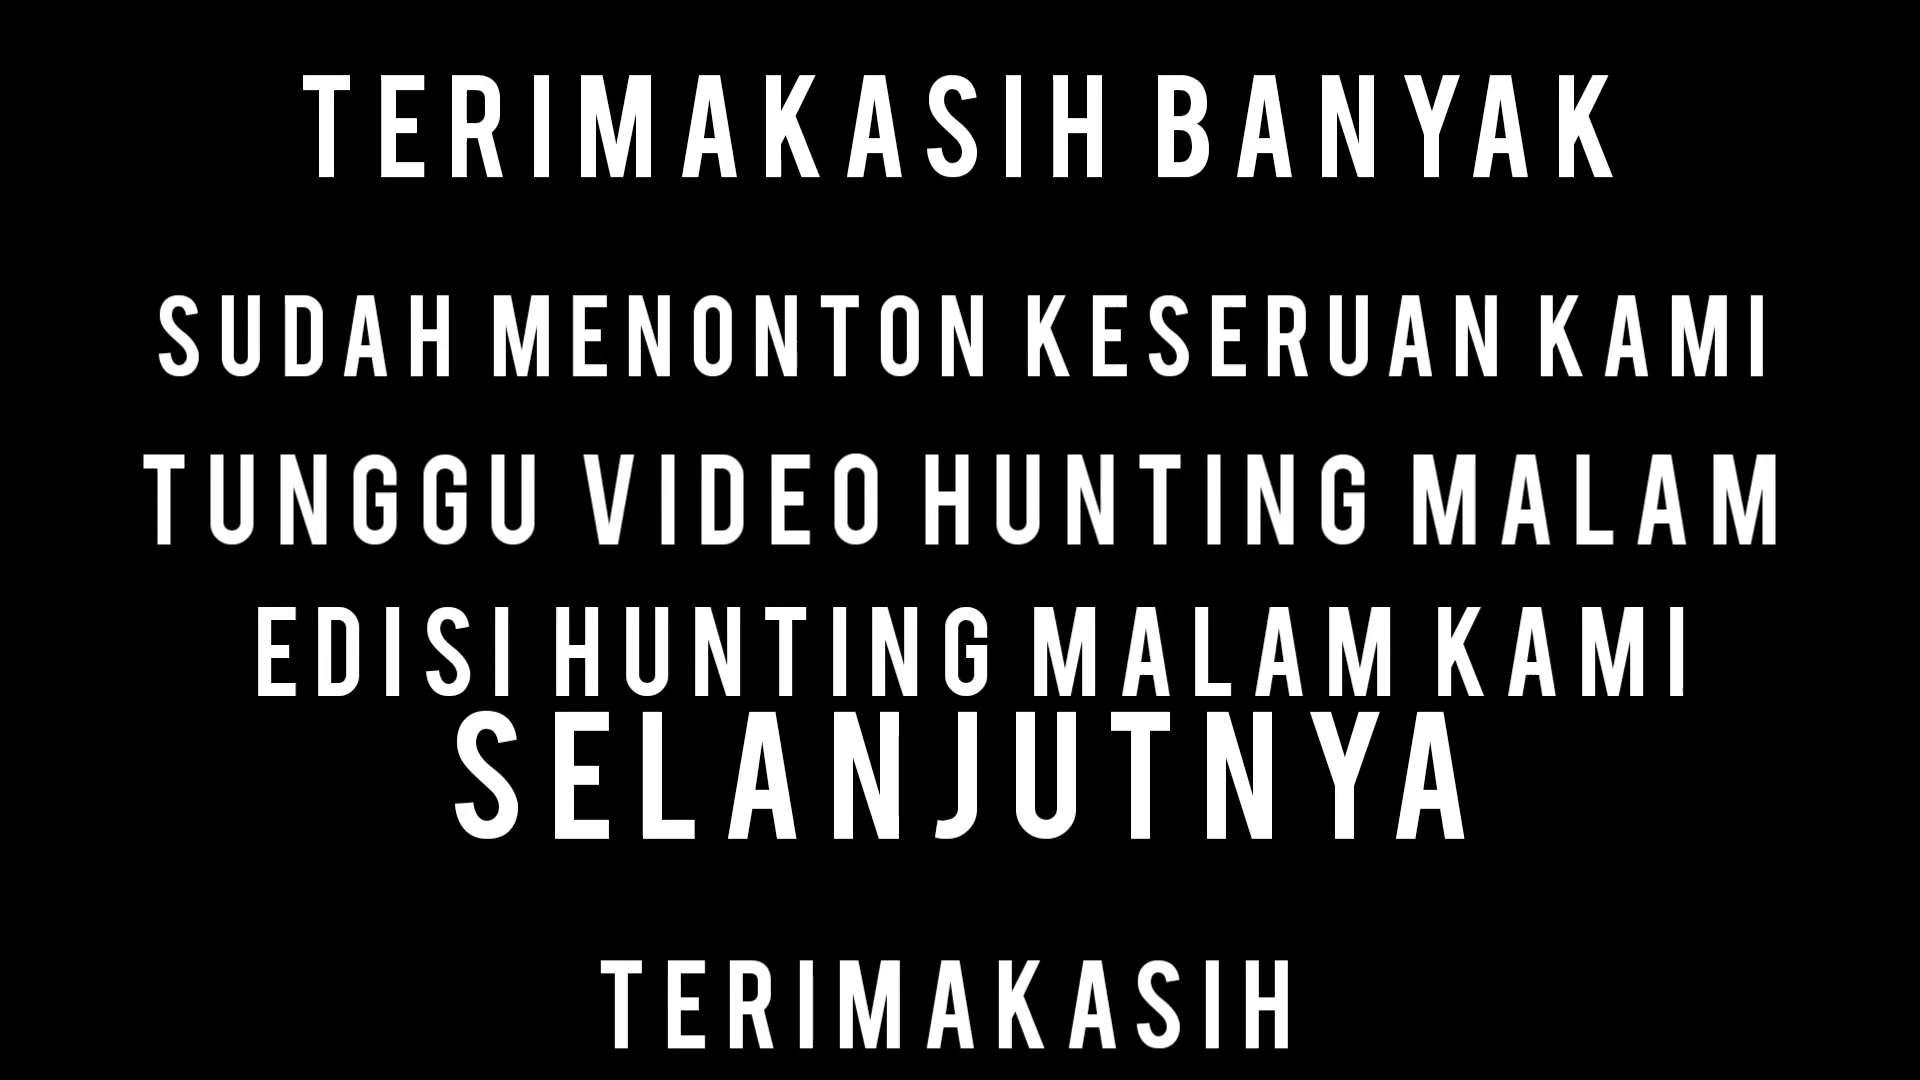 TERIMAKASIH BANYAK
SUDAH MENONTON KESERUAN KAMI
TUNGGU VIDEO HUNTING MALAM
EDISI HUNTING MALAM KAMI
SELANJUTNYA
TERIMAKASIH